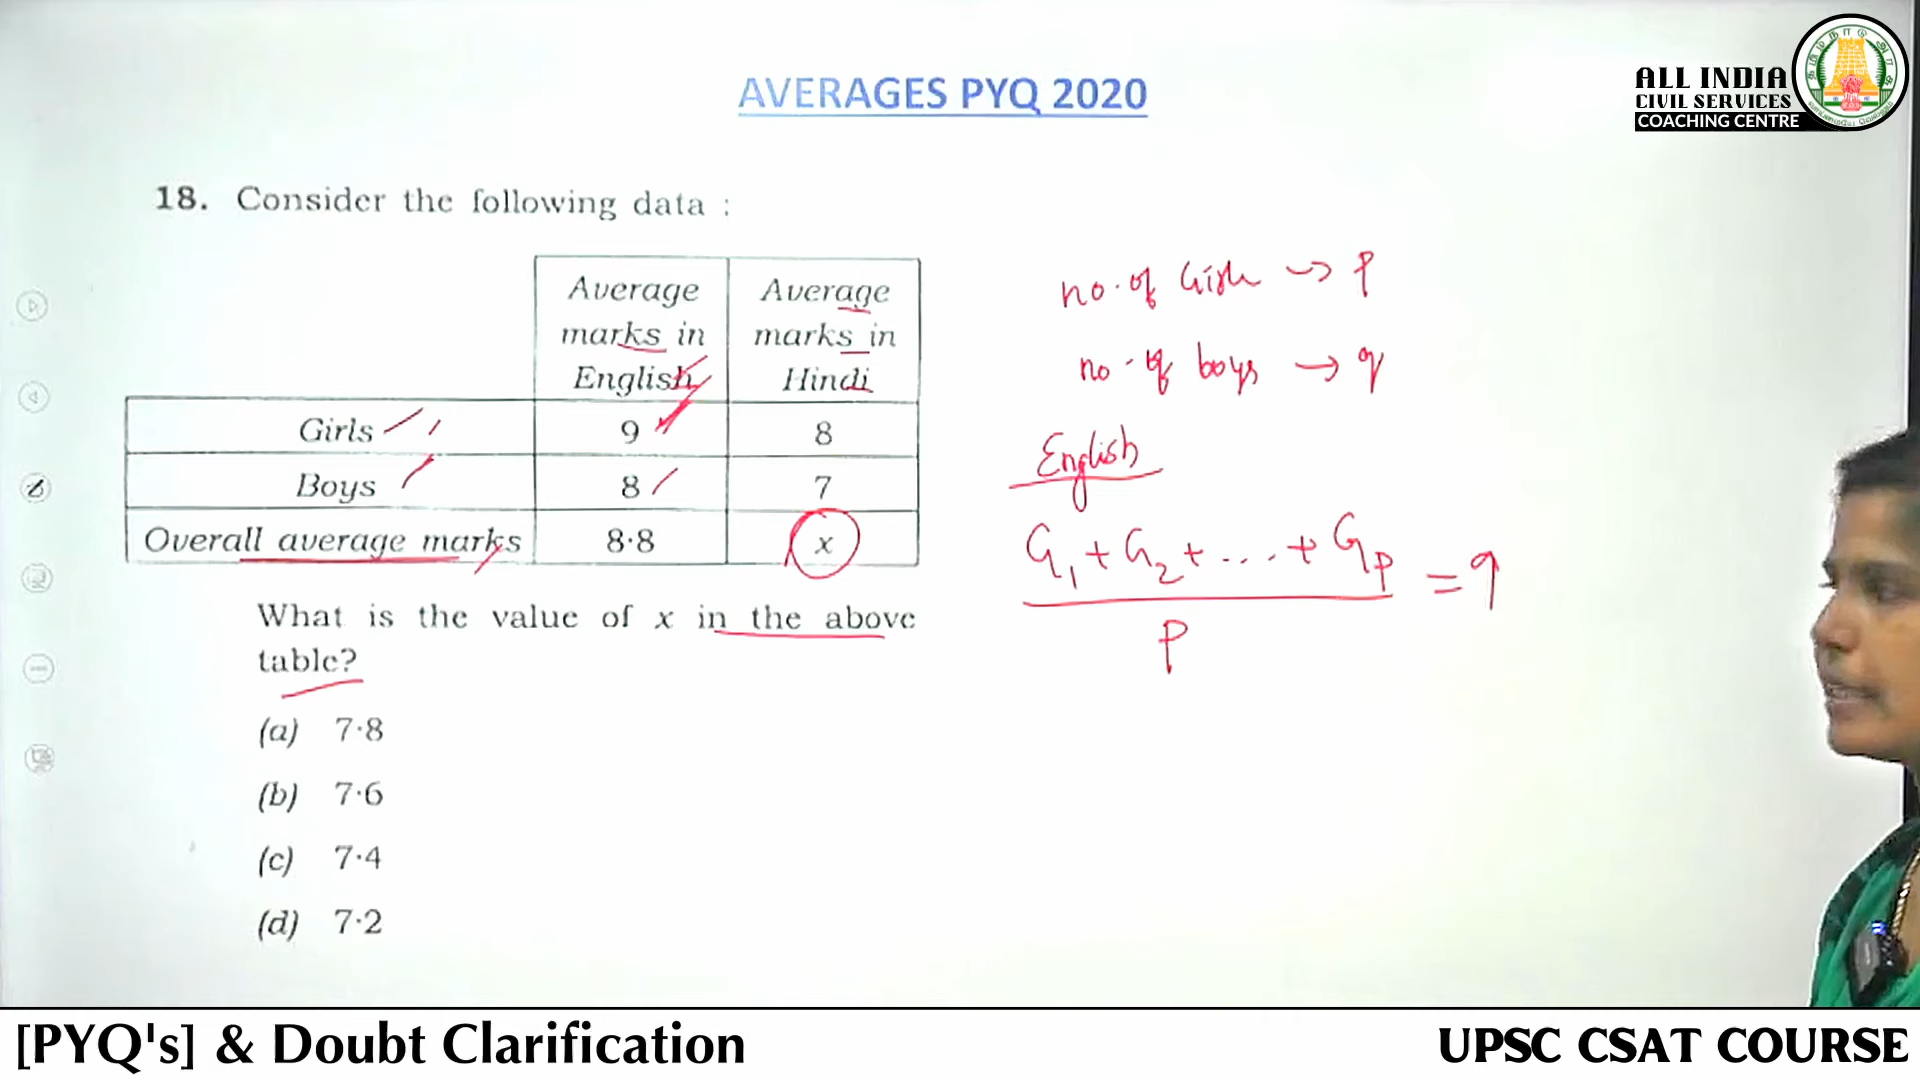 AVERAGES PYQ 2020
ALL INDIA
CIVIL SERVICES
COACHING CENTRE
18. Consider the following data :
Average marks in English
Average marks in Hindi
Girls 9 8
Boys 8 7
Overall average marks 8·8 x
What is the value of x in the above
table?
(a) 7·8
(b) 7·6
(c) 7·4
(d) 7·2
no. of Girls → p
no. of boys → q
English
G₁ + G₂ + ... + Gₚ = 9
p
[PYQ's] & Doubt Clarification
UPSC CSAT COURSE